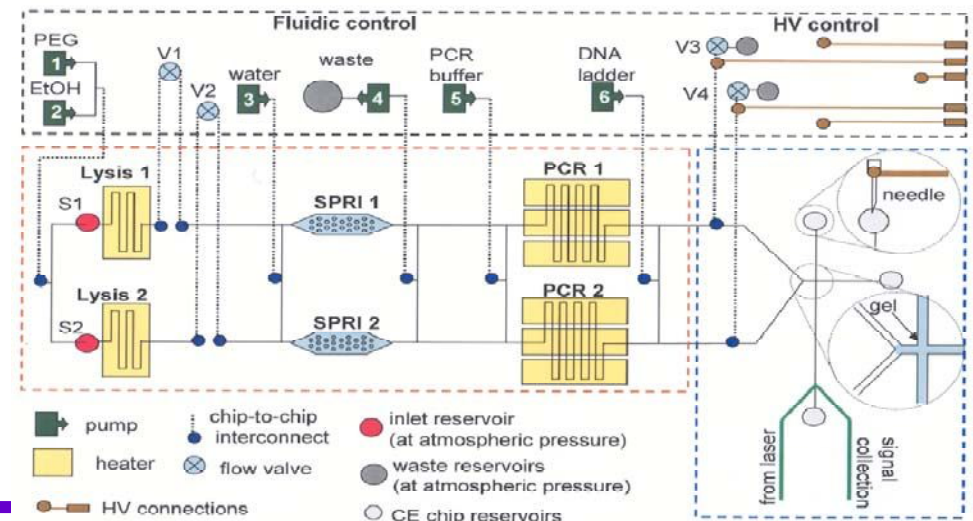 Fluidic control
HV control
PEG
1
EtOH
2
V1
V2
water
3
waste
4
PCR
buffer
5
DNA
ladder
6
V3
V4
Lysis 1
S1
SPRI 1
PCR 1
needle
Lysis 2
S2
SPRI 2
PCR 2
gel
from laser
signal
collection
pump
heater
HV connections
chip-to-chip
interconnect
flow valve
inlet reservoir
(at atmospheric pressure)
waste reservoirs
(at atmospheric pressure)
CE chip reservoirs